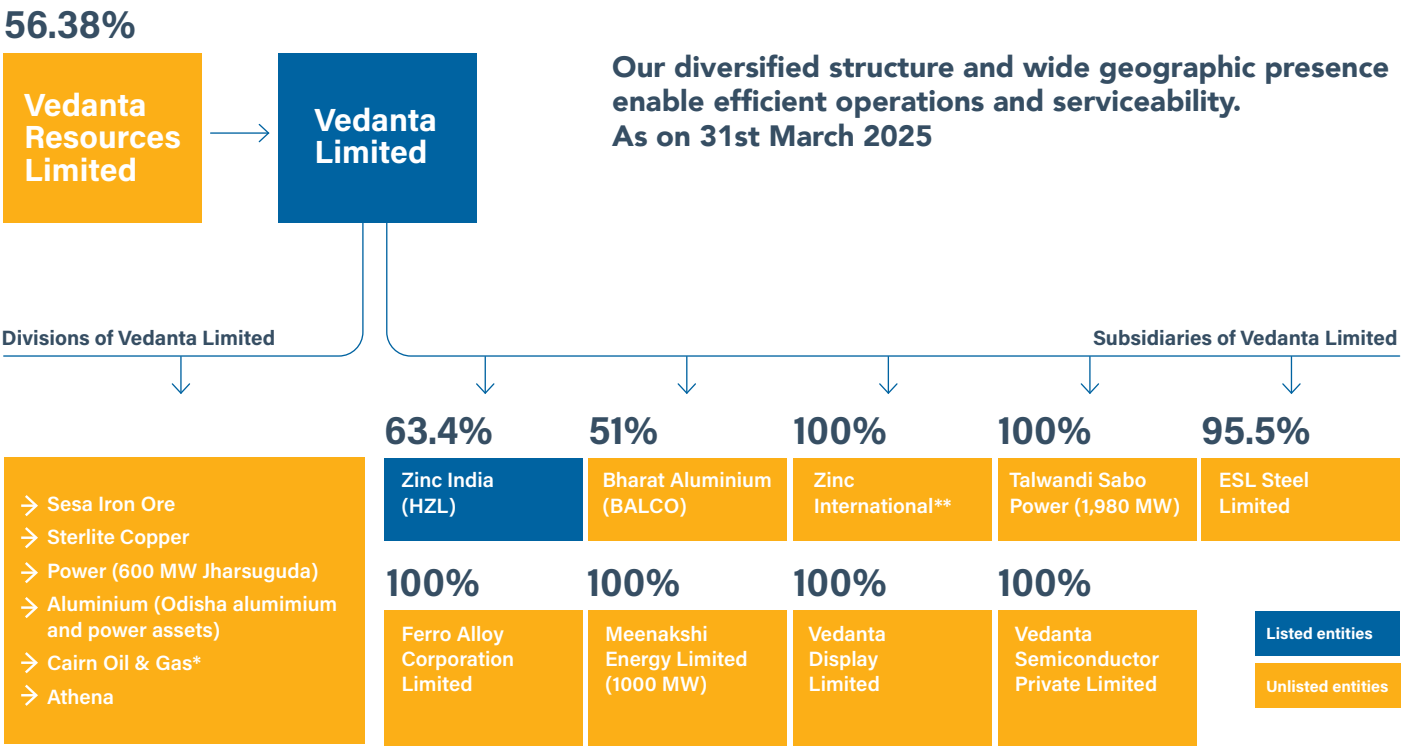 56.38%
Vedanta
Resources
Limited
Vedanta
Limited
Our diversified structure and wide geographic presence
enable efficient operations and serviceability.
As on 31st March 2025
Divisions of Vedanta Limited
Subsidiaries of Vedanta Limited
Sesa Iron Ore
Sterlite Copper
Power (600 MW Jharsuguda)
Aluminium (Odisha alumimium
and power assets)
Cairn Oil & Gas*
Athena
63.4%
Zinc India
(HZL)
51%
Bharat Aluminium
(BALCO)
100%
Zinc
International**
100%
Talwandi Sabo
Power (1,980 MW)
95.5%
ESL Steel
Limited
100%
Ferro Alloy
Corporation
Limited
100%
Meenakshi
Energy Limited
(1000 MW)
100%
Vedanta
Display
Limited
100%
Vedanta
Semiconductor
Private Limited
Listed entities
Unlisted entities